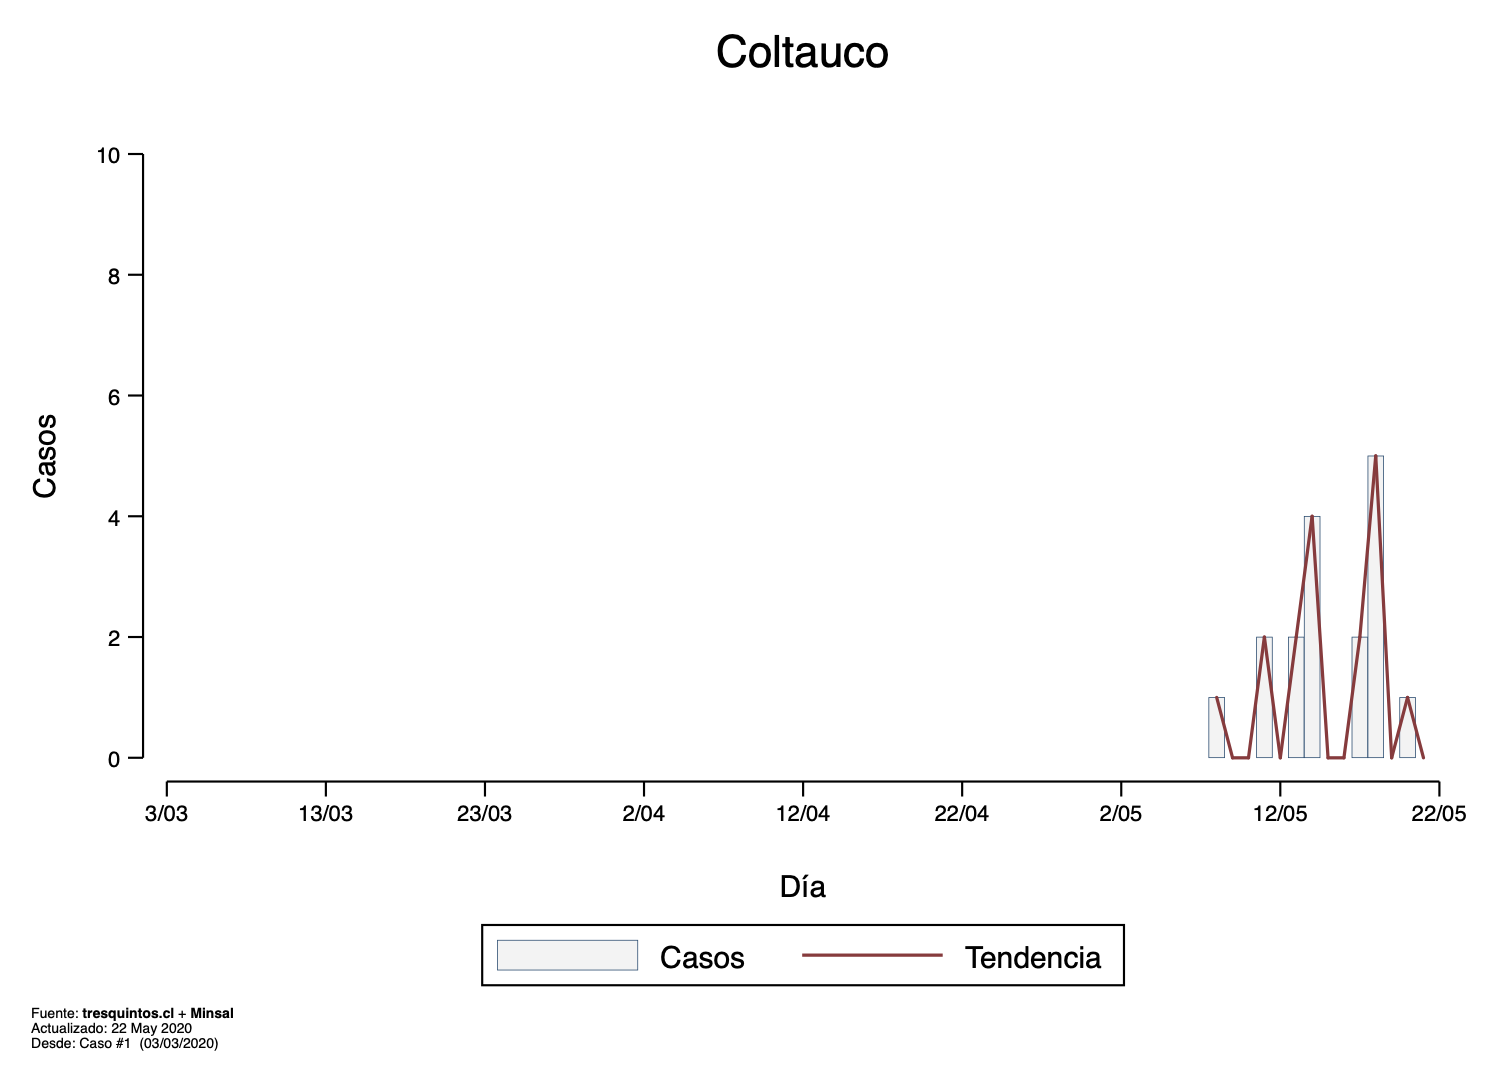 Coltauco
10
8
6
4
2
0
Casos
3/03 13/03 23/03 2/04 12/04 22/04 2/05 12/05 22/05
Día
Casos Tendencia
Fuente: tresquintos.cl + Minsal
Actualizado: 22 May 2020
Desde: Caso #1 (03/03/2020)